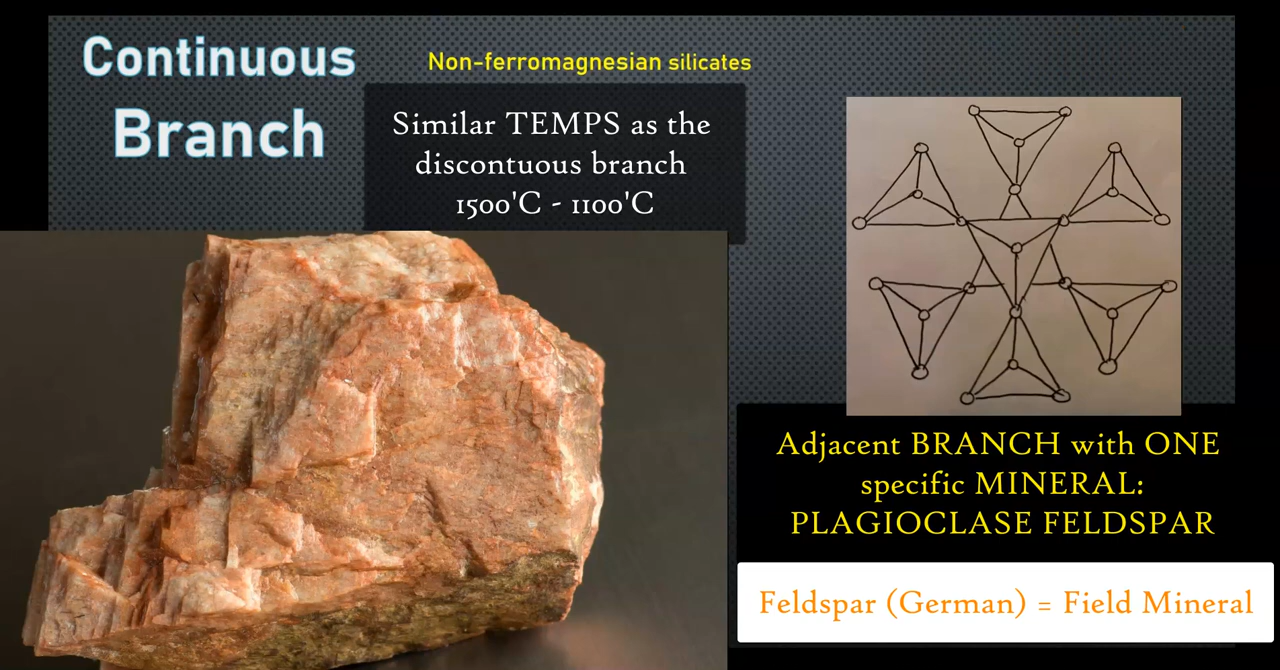 Continuous
Branch
Non-ferromagnesian silicates
Similar TEMPS as the
discontuous branch
1500'C - 1100'C
Adjacent BRANCH with ONE
specific MINERAL:
PLAGIOCLASE FELDSPAR
Feldspar (German) = Field Mineral